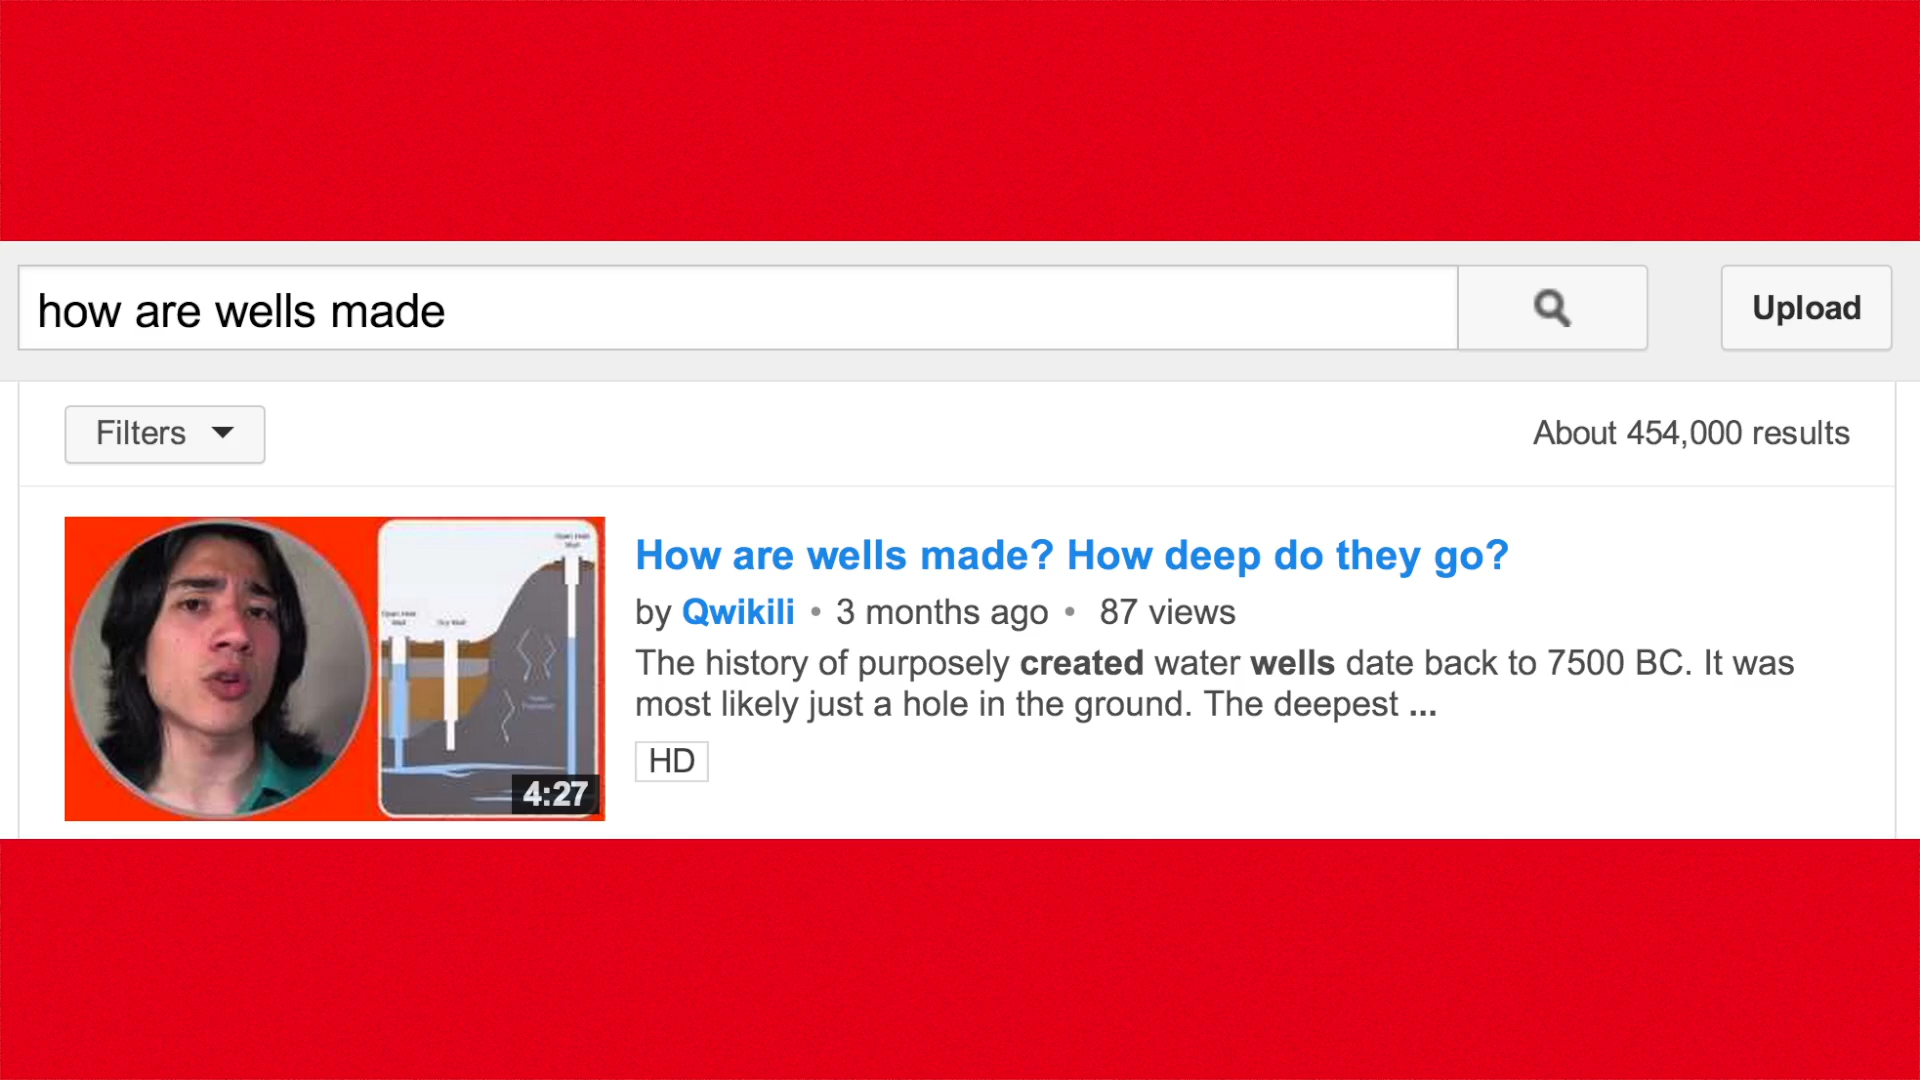 how are wells made
Upload
Filters
About 454,000 results
How are wells made? How deep do they go?
by Qwikili • 3 months ago • 87 views
The history of purposely created water wells date back to 7500 BC. It was
most likely just a hole in the ground. The deepest ...
HD
4:27